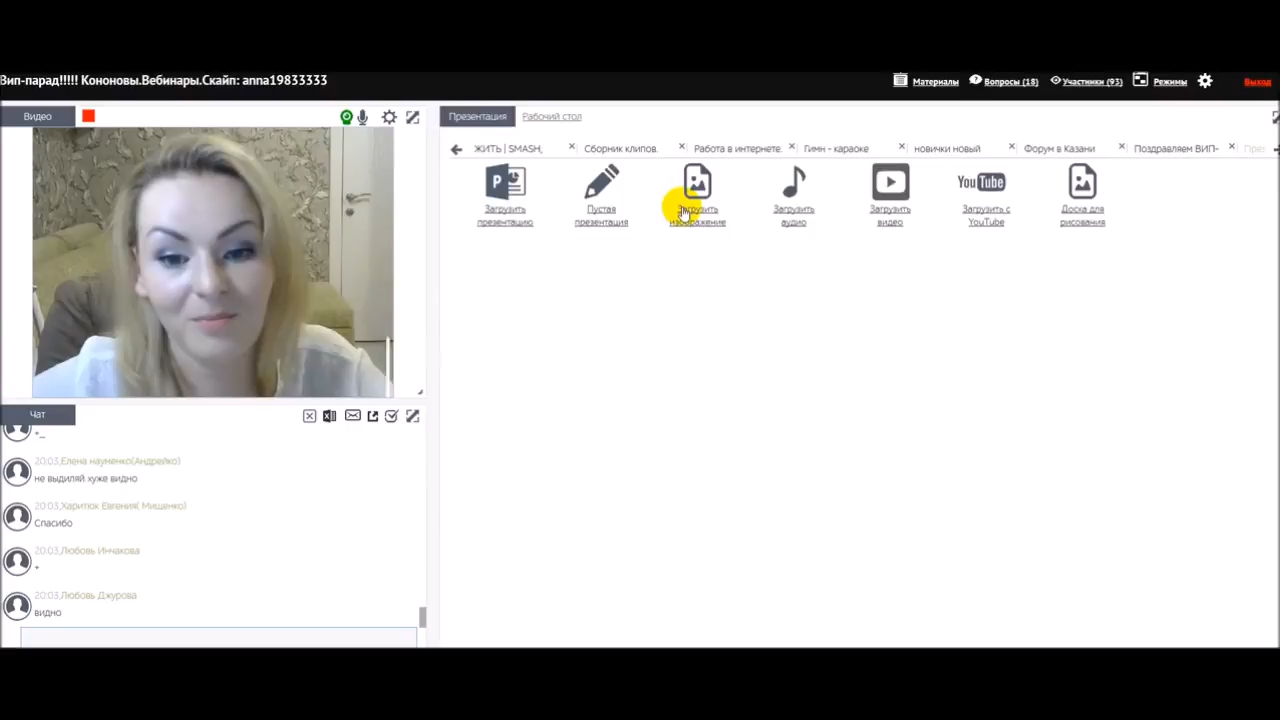 Вип-парад!!!!! Кононовы.Вебинары.Скайп: anna19833333
Материалы
Вопросы (18)
Участники (93)
Режимы
Выход
Видео
Презентация
Рабочий стол
ЖИТЬ | SMASH,
Сборник клипов.
Работа в интернете.
Гимн - караоке
новички новый
Форум в Казани
Поздравляем ВИП-
Загрузить
презентацию
Пустая
презентация
Загрузить
изображение
Загрузить
аудио
Загрузить
видео
YouTube
Загрузить с
YouTube
Доска для
рисования
Чат
+_
20:03,Елена науменко(Андрейко)
не выдиляй хуже видно
20:03,Харитюк Евгения( Мищенко)
Спасибо
20:03,Любовь Инчакова
+
20:03,Любовь Джурова
видно